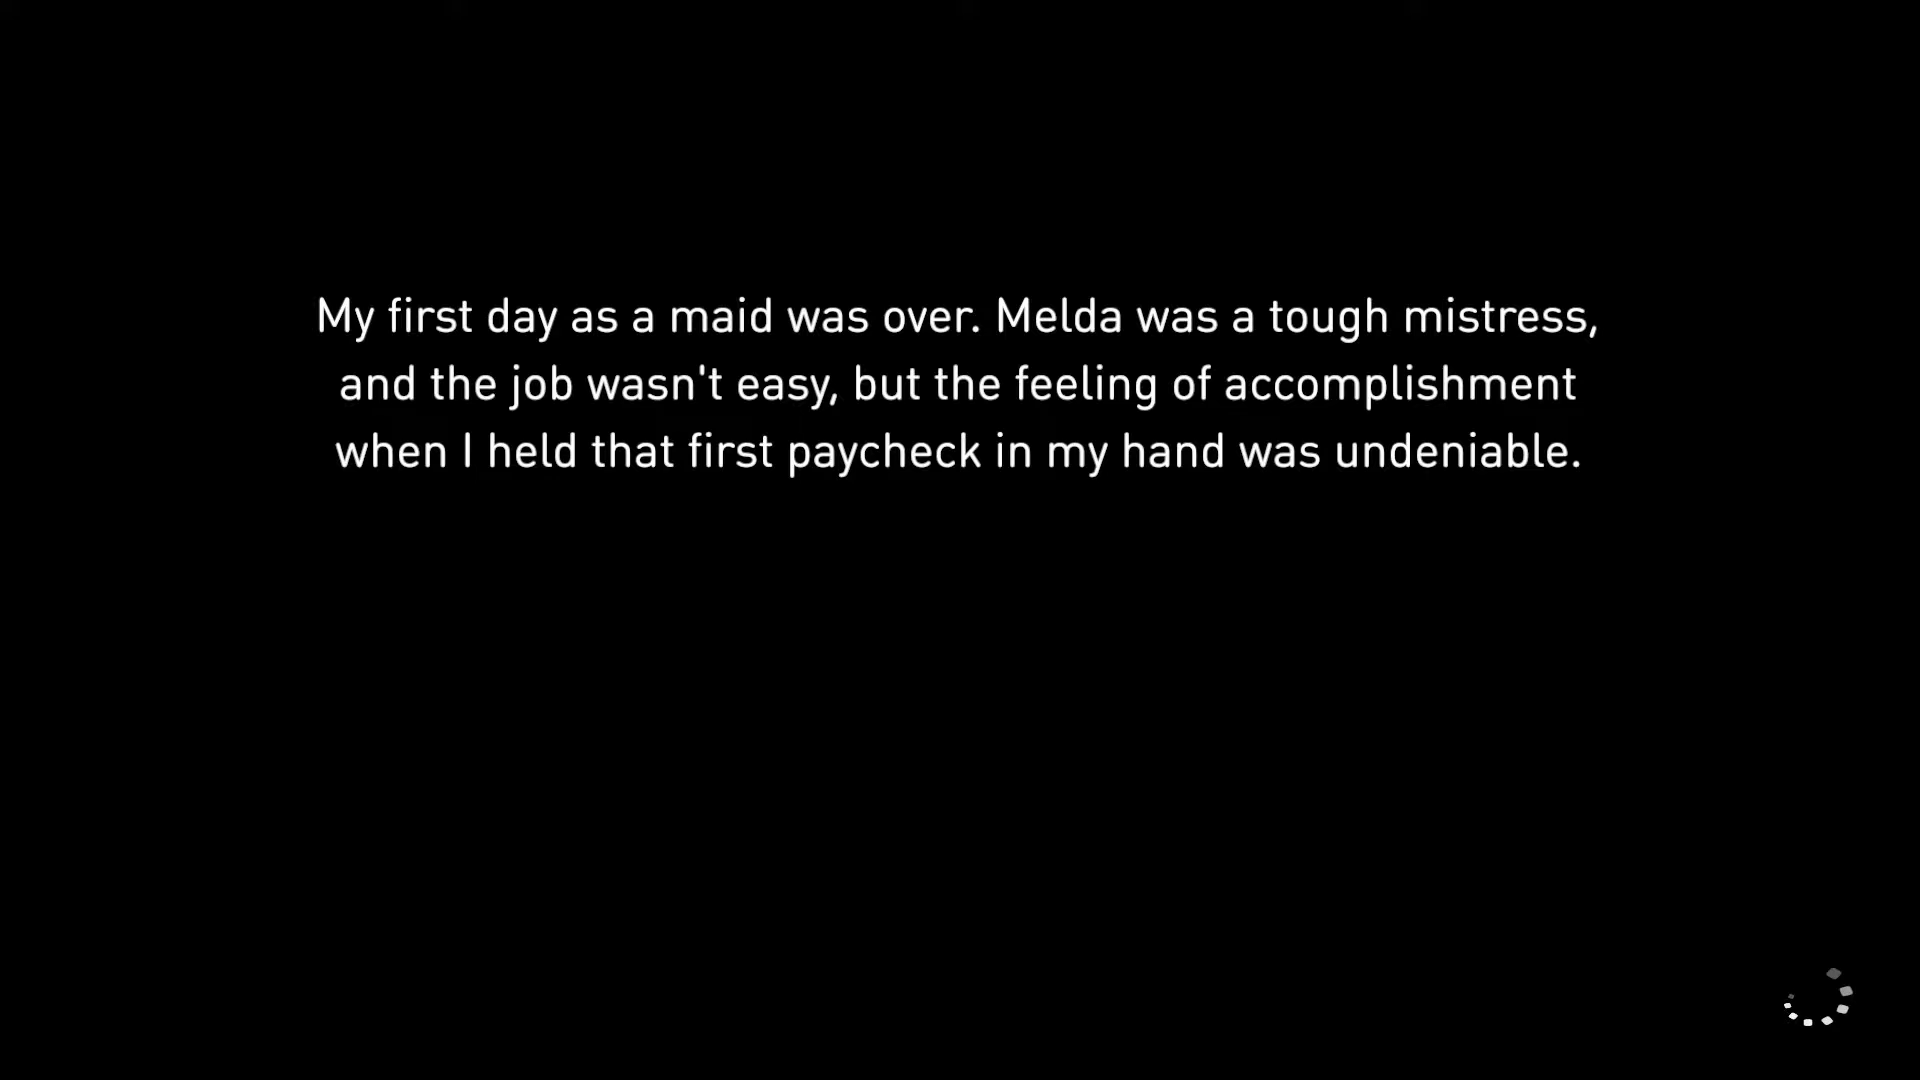 My first day as a maid was over. Melda was a tough mistress,
and the job wasn't easy, but the feeling of accomplishment
when I held that first paycheck in my hand was undeniable.